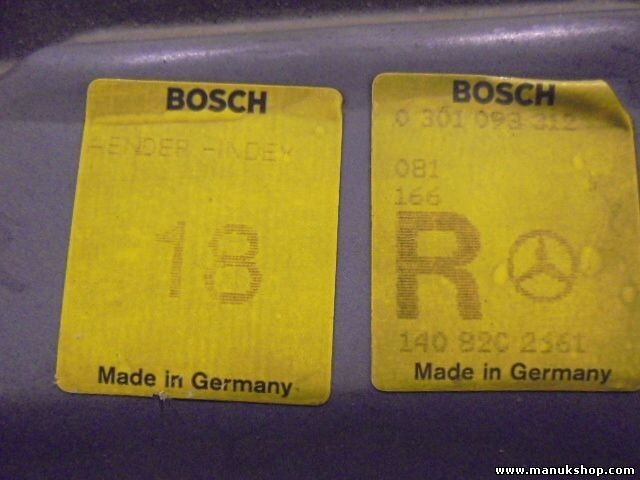 BOSCH
AENDER -INDEX
18
Made in Germany
BOSCH
0 301 093 312
081
166
R
140 820 2361
Made in Germany
www.manukshop.com